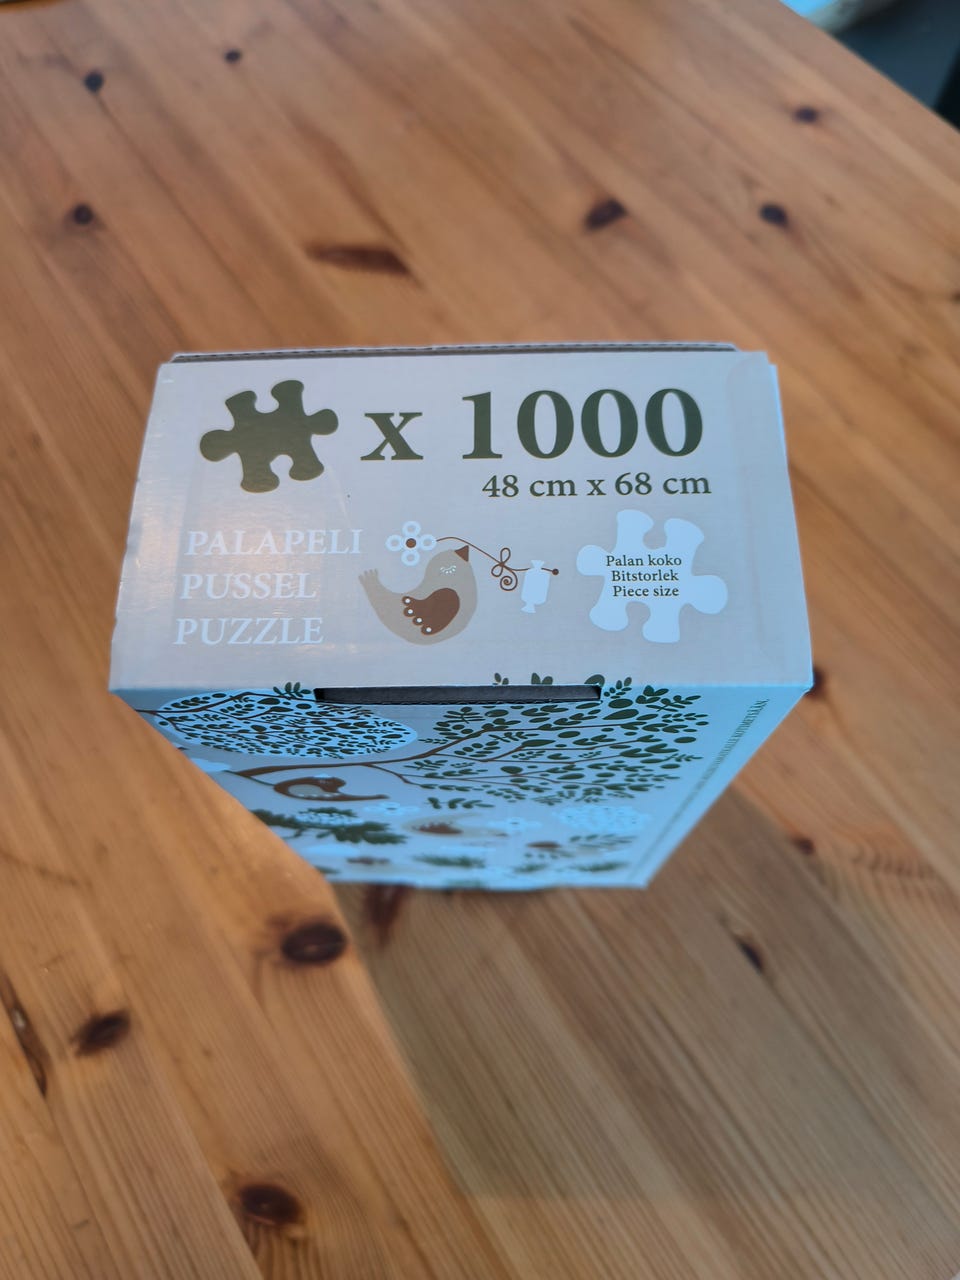 x 1000
48 cm x 68 cm
PALAPELI
PUSSEL
PUZZLE
Palan koko
Bitstorlek
Piece size